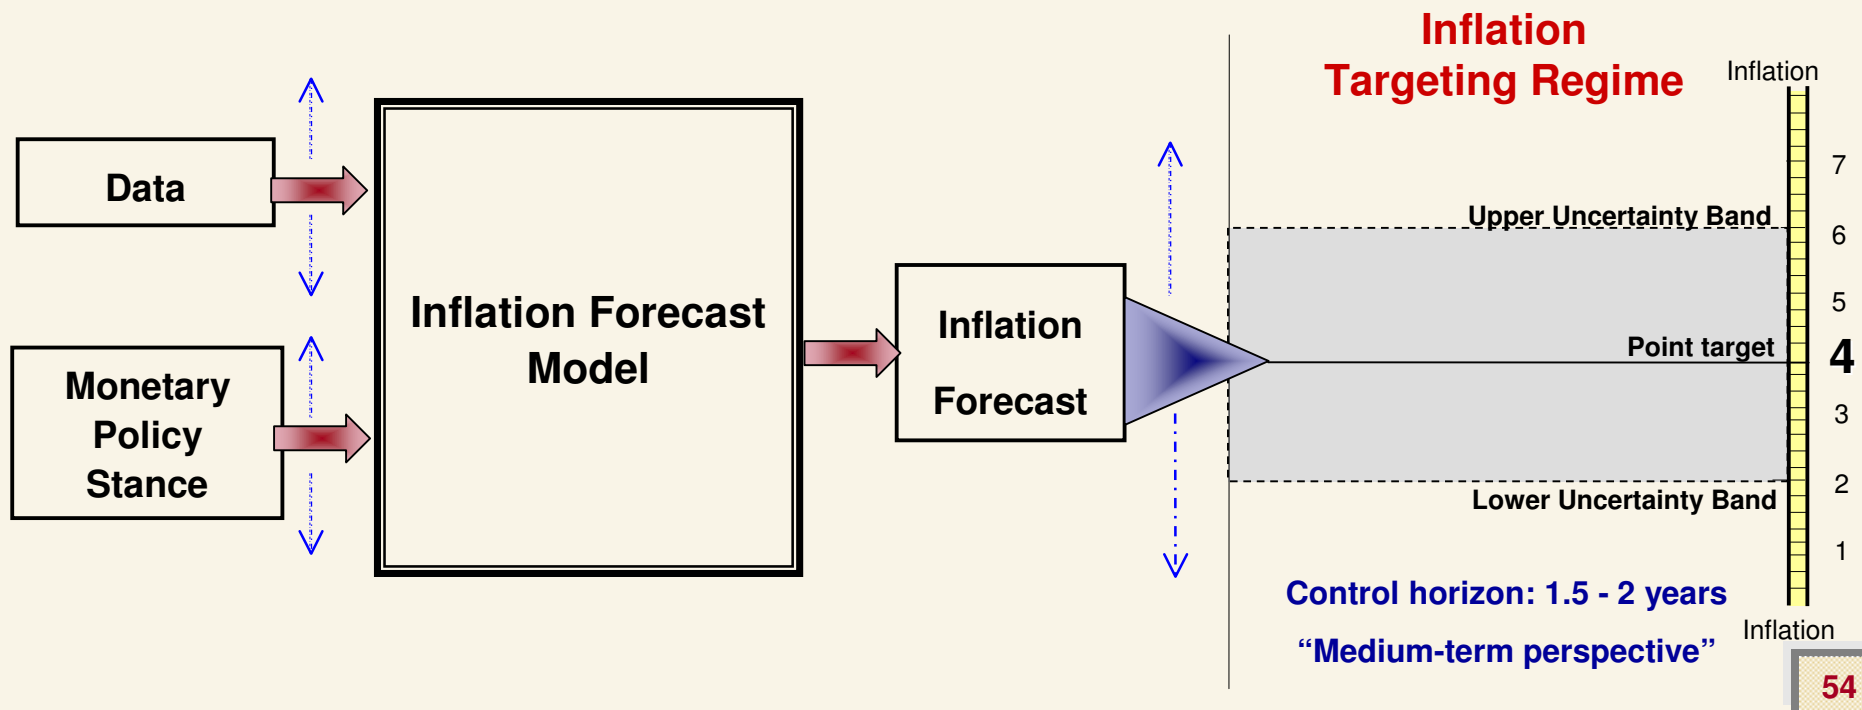 Inflation
Targeting Regime
Inflation
Data
Monetary
Policy
Stance
Inflation Forecast
Model
Inflation
Forecast
Upper Uncertainty Band
Point target
Lower Uncertainty Band
7
6
5
4
3
2
1
Control horizon: 1.5 - 2 years
“Medium-term perspective”
Inflation
54